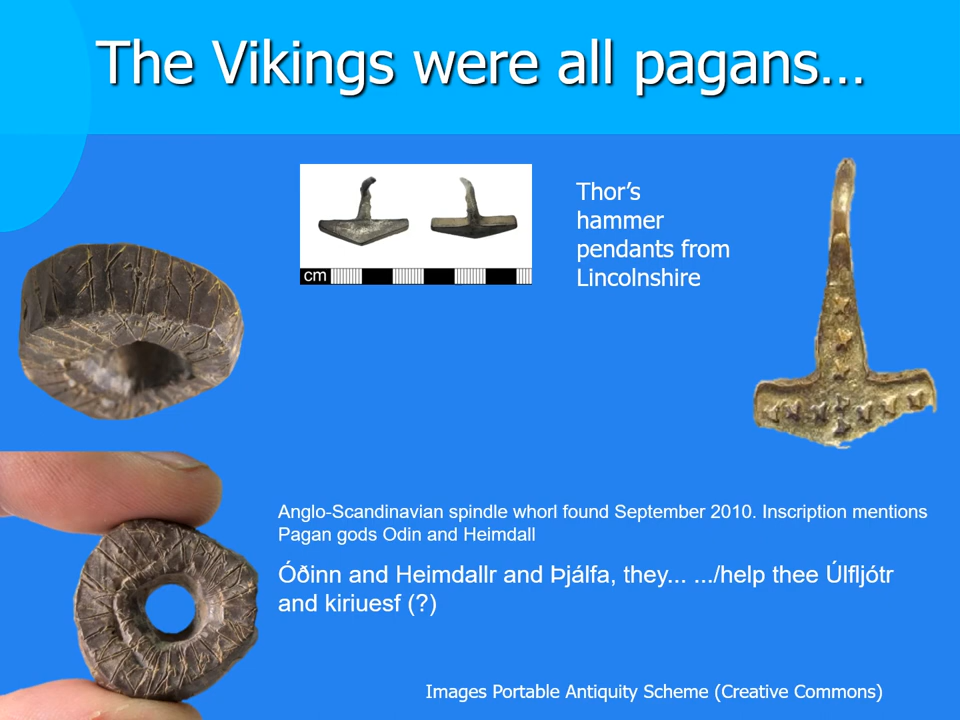 The Vikings were all pagans…
cm
Thor’s
hammer
pendants from
Lincolnshire
Anglo-Scandinavian spindle whorl found September 2010. Inscription mentions
Pagan gods Odin and Heimdall
Óðinn and Heimdallr and Þjálfa, they... .../help thee Úlfljótr
and kiriuesf (?)
Images Portable Antiquity Scheme (Creative Commons)